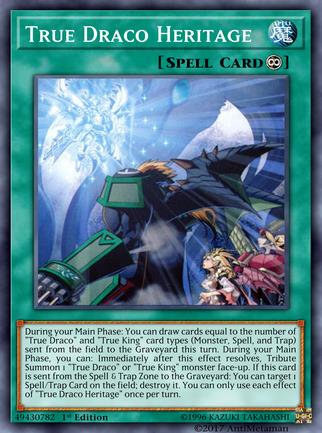 True Draco Heritage
[Spell Card]
During your Main Phase: You can draw cards equal to the number of
"True Draco" and "True King" card types (Monster, Spell, and Trap)
sent from the field to the Graveyard this turn. During your Main
Phase, you can: Immediately after this effect resolves, Tribute
Summon 1 "True Draco" or "True King" monster face-up. If this card
is sent from the Spell & Trap Zone to the Graveyard: You can target 1
Spell/Trap Card on the field; destroy it. You can only use each effect
of "True Draco Heritage" once per turn.
49430782 1st Edition ©1996 KAZUKI TAKAHASHI
©2017 AntiMetaman